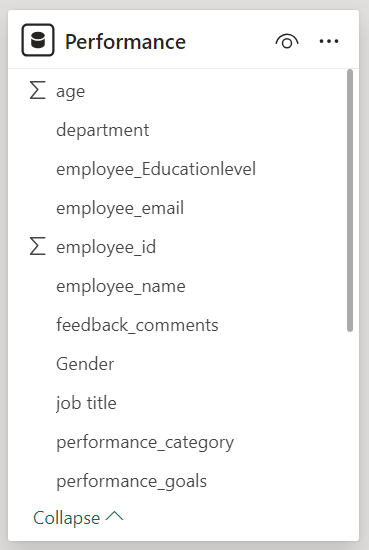 Performance
age
department
employee_Educationlevel
employee_email
employee_id
employee_name
feedback_comments
Gender
job title
performance_category
performance_goals
Collapse